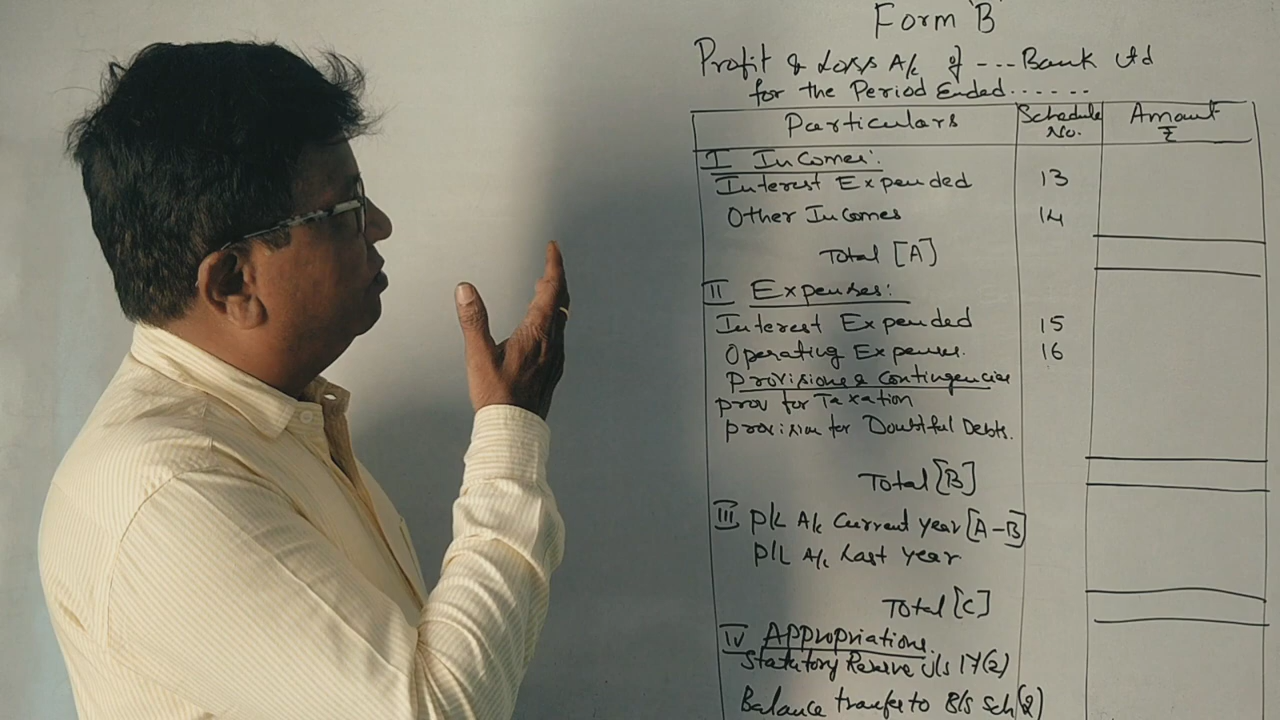 Form 'B'
Profit & Loss A/c of --- Bank Ltd
for the Period Ended......
Particulars Schedule No. Amount ₹
I Incomes:
Interest Expended 13
Other Incomes 14
Total [A]
II Expenses:
Interest Expended 15
Operating Expenses. 16
Provisions & Contingencies
prov for Taxation
provision for Doubtful Debts.
Total [B]
III P/L A/c Current year [A-B]
P/L A/c Last year
Total [C]
IV Appropriations.
Statutory Reserve U/s 17(2)
Balance transfer to B/S Sch(2)